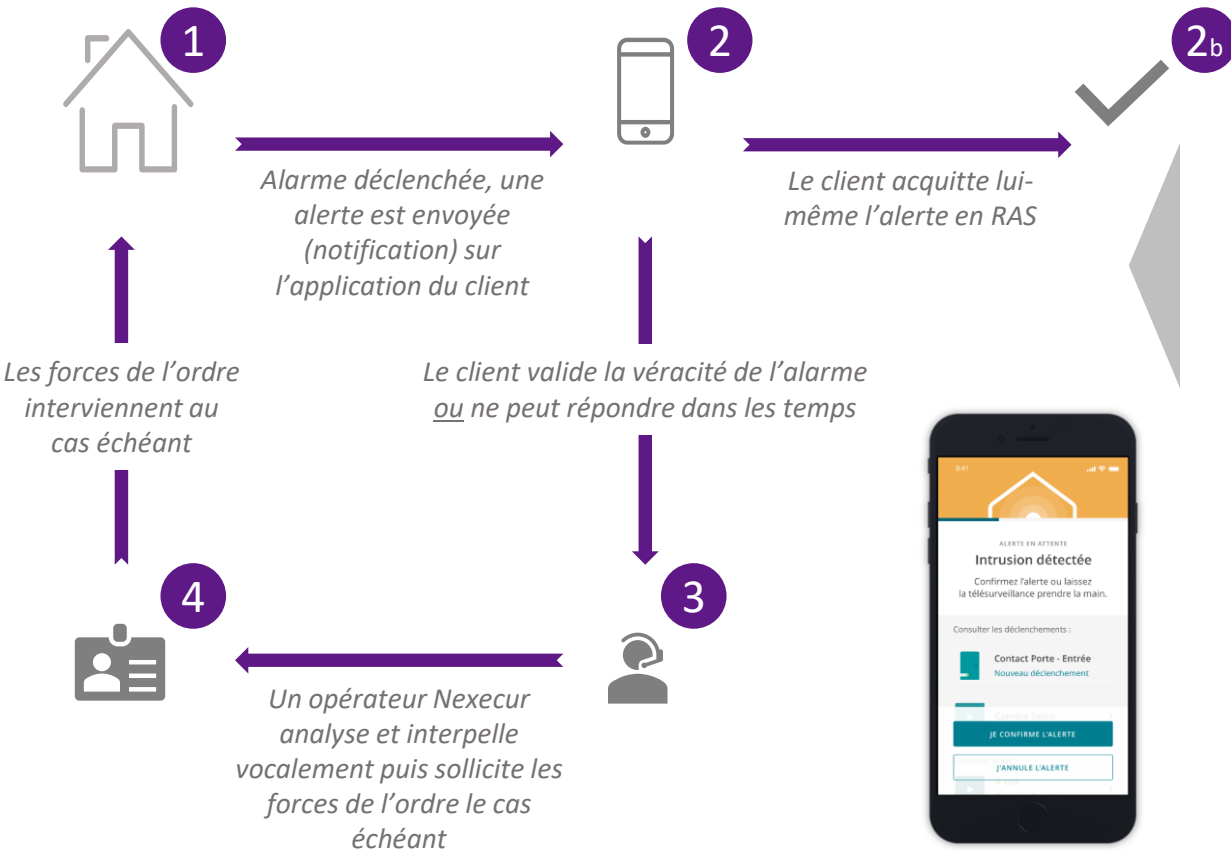 1
2
2b
Alarme déclenchée, une
alerte est envoyée
(notification) sur
l'application du client
Le client acquitte lui-
même l'alerte en RAS
Les forces de l'ordre
interviennent au
cas échéant
Le client valide la véracité de l'alarme
ou ne peut répondre dans les temps
4
3
Un opérateur Nexecur
analyse et interpelle
vocalement puis sollicite les
forces de l'ordre le cas
échéant
9:41
ALERTE EN ATTENTE
Intrusion détectée
Confirmez l'alerte ou laissez
la télésurveillance prendre la main.
Consulter les déclenchements :
Contact Porte - Entrée
Nouveau déclenchement
Caméra Salon
JE CONFIRME L'ALERTE
J'ANNULE L'ALERTE